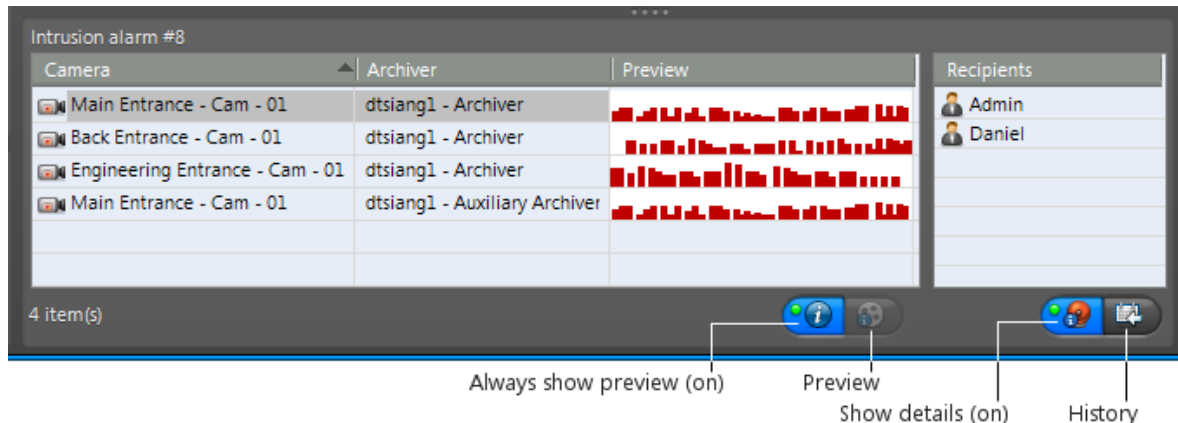 Intrusion alarm #8
Camera Archiver Preview Recipients
Main Entrance - Cam - 01 dtsiang1 - Archiver Admin
Back Entrance - Cam - 01 dtsiang1 - Archiver Daniel
Engineering Entrance - Cam - 01 dtsiang1 - Archiver
Main Entrance - Cam - 01 dtsiang1 - Auxiliary Archiver
4 item(s)
Always show preview (on) Preview
Show details (on) History